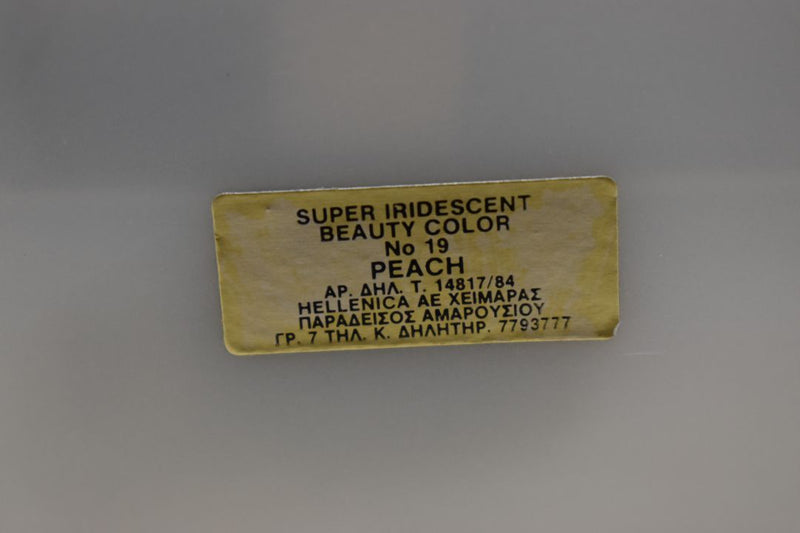 SUPER IRIDESCENT
BEAUTY COLOR
No 19
PEACH
ΑΡ. ΔΗΛ. Τ. 14817/84
HELLENICA ΑΕ ΧΕΙΜΑΡΑΣ
ΠΑΡΑΔΕΙΣΟΣ ΑΜΑΡΟΥΣΙΟΥ
ΓΡ. 7 ΤΗΛ. Κ. ΔΗΛΗΤΗΡ. 7793777